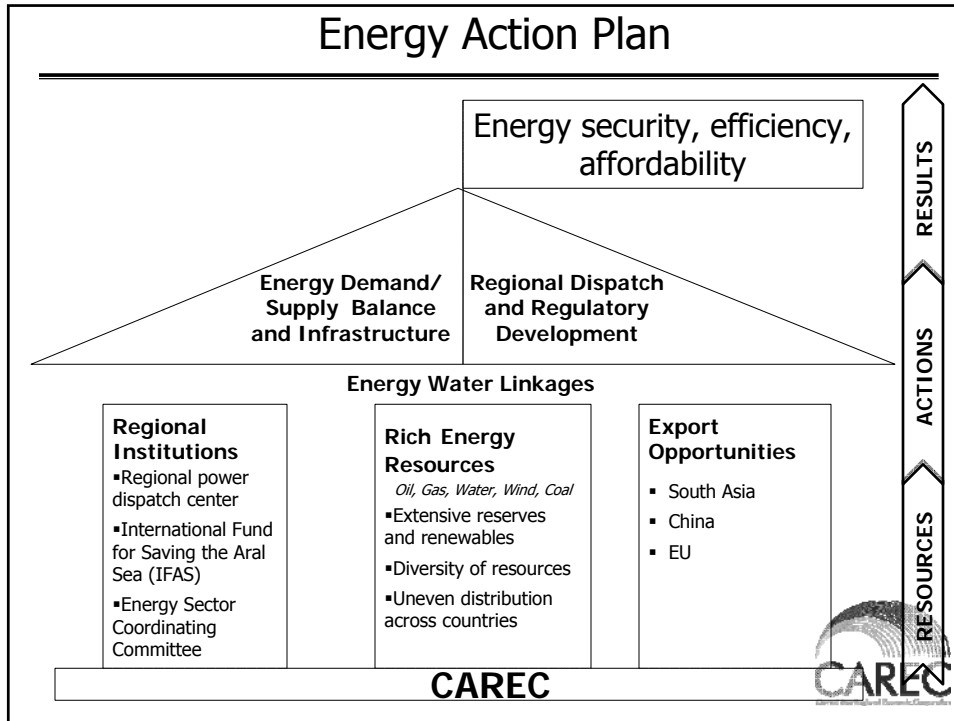 Energy Action Plan
Energy security, efficiency,
affordability
Energy Demand/
Supply Balance
and Infrastructure
Regional Dispatch
and Regulatory
Development
Energy Water Linkages
Regional
Institutions
▪Regional power
dispatch center
▪International Fund
for Saving the Aral
Sea (IFAS)
▪Energy Sector
Coordinating
Committee
Rich Energy
Resources
Oil, Gas, Water, Wind, Coal
▪Extensive reserves
and renewables
▪Diversity of resources
▪Uneven distribution
across countries
Export
Opportunities
▪ South Asia
▪ China
▪ EU
CAREC
RESULTS
ACTIONS
RESOURCES
CAREC